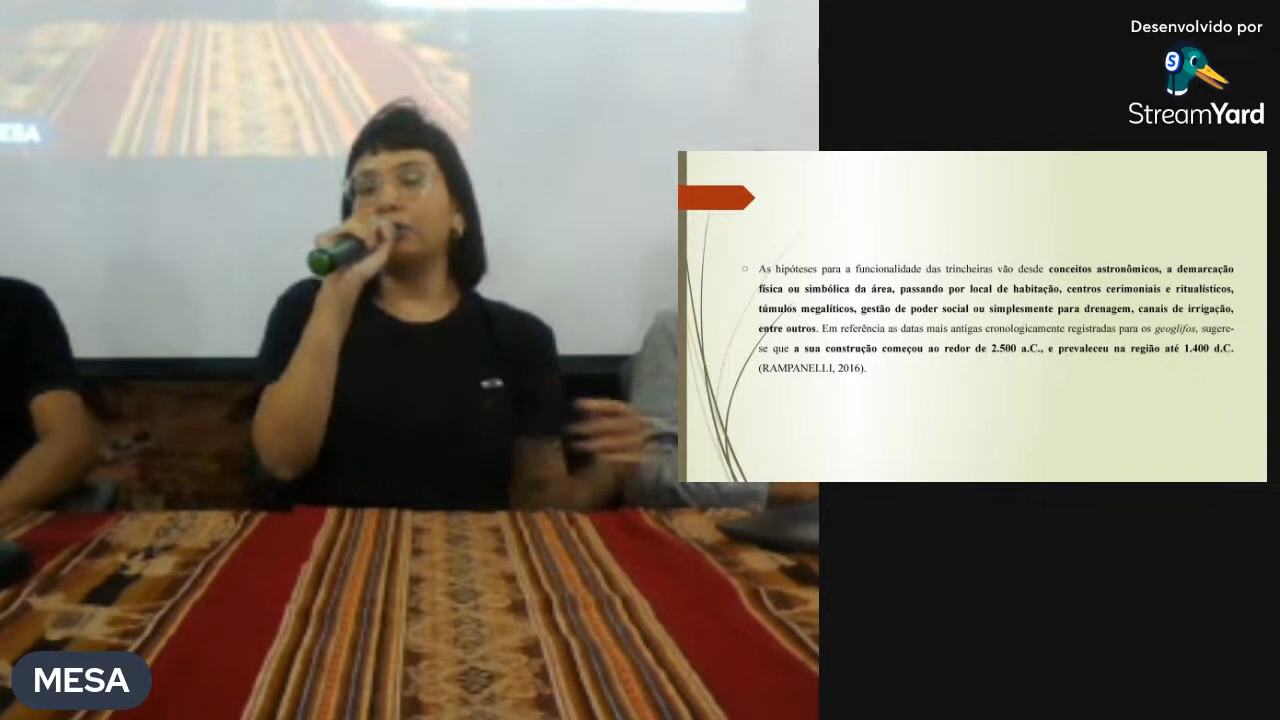 ESA
Desenvolvido por
S
StreamYard
As hipóteses para a funcionalidade das trincheiras vão desde conceitos astronômicos, a demarcação
física ou simbólica da área, passando por local de habitação, centros cerimoniais e ritualísticos,
túmulos megalíticos, gestão de poder social ou simplesmente para drenagem, canais de irrigação,
entre outros. Em referência as datas mais antigas cronologicamente registradas para os geoglifos, sugere-
se que a sua construção começou ao redor de 2.500 a.C., e prevaleceu na região até 1.400 d.C.
(RAMPANELLI, 2016).
MESA